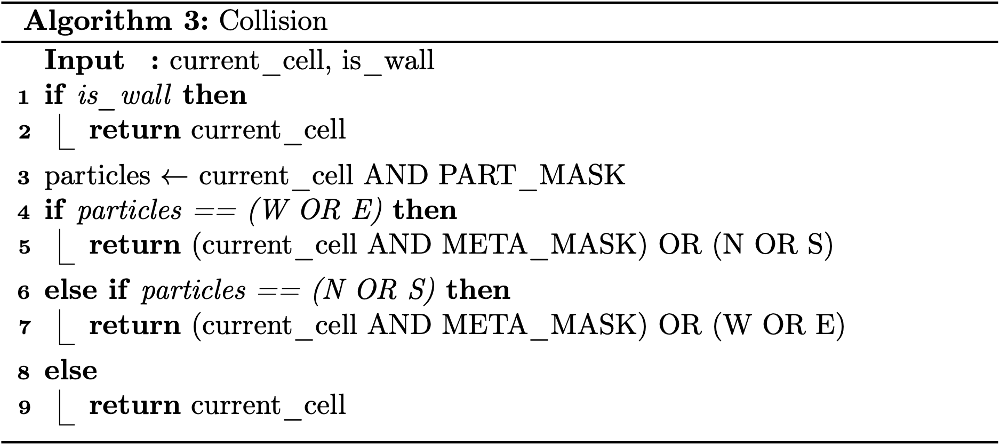 Algorithm 3: Collision
Input : current_cell, is_wall
1 if is_wall then
2 return current_cell
3 particles ← current_cell AND PART_MASK
4 if particles == (W OR E) then
5 return (current_cell AND META_MASK) OR (N OR S)
6 else if particles == (N OR S) then
7 return (current_cell AND META_MASK) OR (W OR E)
8 else
9 return current_cell